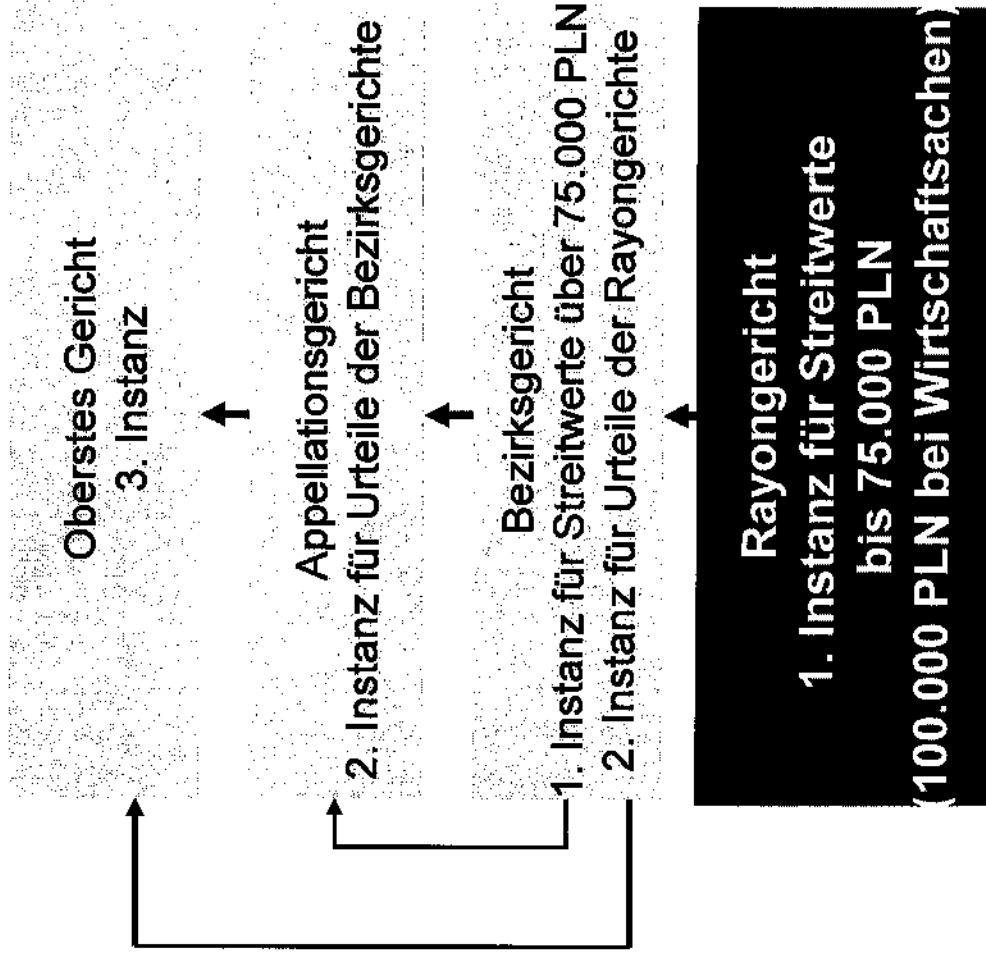 Oberstes Gericht
3. Instanz
Appellationsgericht
2. Instanz für Urteile der Bezirksgerichte
Bezirksgericht
1. Instanz für Streitwerte über 75.000 PLN
2. Instanz für Urteile der Rayongerichte
Rayongericht
1. Instanz für Streitwerte
bis 75.000 PLN
(100.000 PLN bei Wirtschaftsachen)